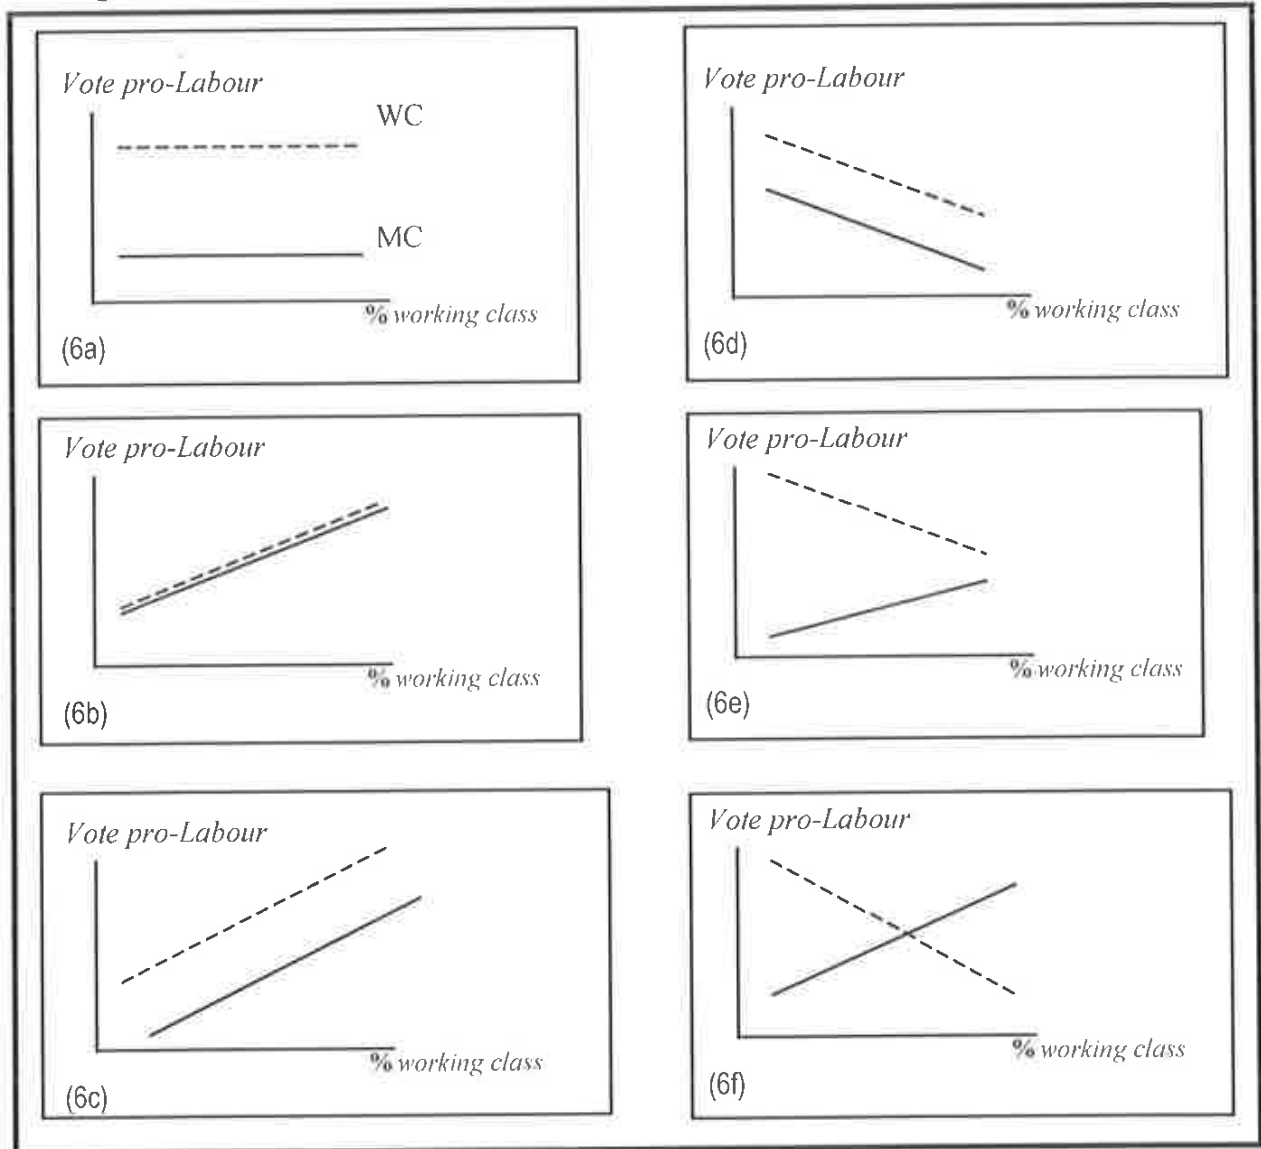 Vote pro-Labour
WC
MC
% working class
(6a)
Vote pro-Labour
% working class
(6b)
Vote pro-Labour
% working class
(6c)
Vote pro-Labour
% working class
(6d)
Vote pro-Labour
% working class
(6e)
Vote pro-Labour
% working class
(6f)